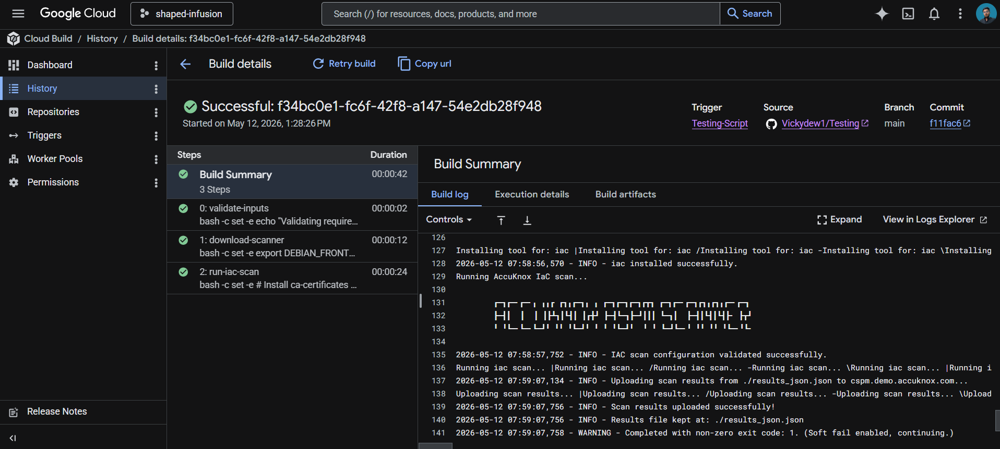 Google Cloud
shaped-infusion
Search (/) for resources, docs, products, and more
Search
Cloud Build / History / Build details: f34bc0e1-fc6f-42f8-a147-54e2db28f948
Dashboard
History
Repositories
Triggers
Worker Pools
Permissions
Release Notes
Build details
Retry build
Copy url
Successful: f34bc0e1-fc6f-42f8-a147-54e2db28f948
Started on May 12, 2026, 1:28:26 PM
Trigger
Testing-Script
Source
Vickydew1/Testing
Branch
main
Commit
f11fac6
Steps Duration
Build Summary 00:00:42
3 Steps
0: validate-inputs 00:00:02
bash -c set -e echo "Validating require...
1: download-scanner 00:00:12
bash -c set -e export DEBIAN_FRONT...
2: run-iac-scan 00:00:24
bash -c set -e # Install ca-certificates ...
Build Summary
Build log Execution details Build artifacts
Controls
Expand
View in Logs Explorer
126
127 Installing tool for: iac |Installing tool for: iac /Installing tool for: iac -Installing tool for: iac \Installing
128 2026-05-12 07:58:56,570 - INFO - iac installed successfully.
129 Running AccuKnox IaC scan...
130
131
132 ACCUKNOX ASPM SCANNER
133
134
135 2026-05-12 07:58:57,752 - INFO - IAC scan configuration validated successfully.
136 Running iac scan... |Running iac scan... /Running iac scan... -Running iac scan... \Running iac scan... |Running i
137 2026-05-12 07:59:07,134 - INFO - Uploading scan results from ./results_json.json to cspm.demo.accuknox.com...
138 Uploading scan results... |Uploading scan results... /Uploading scan results... -Uploading scan results... \Upload
139 2026-05-12 07:59:07,756 - INFO - Scan results uploaded successfully!
140 2026-05-12 07:59:07,756 - INFO - Results file kept at: ./results_json.json
141 2026-05-12 07:59:07,758 - WARNING - Completed with non-zero exit code: 1. (Soft fail enabled, continuing.)